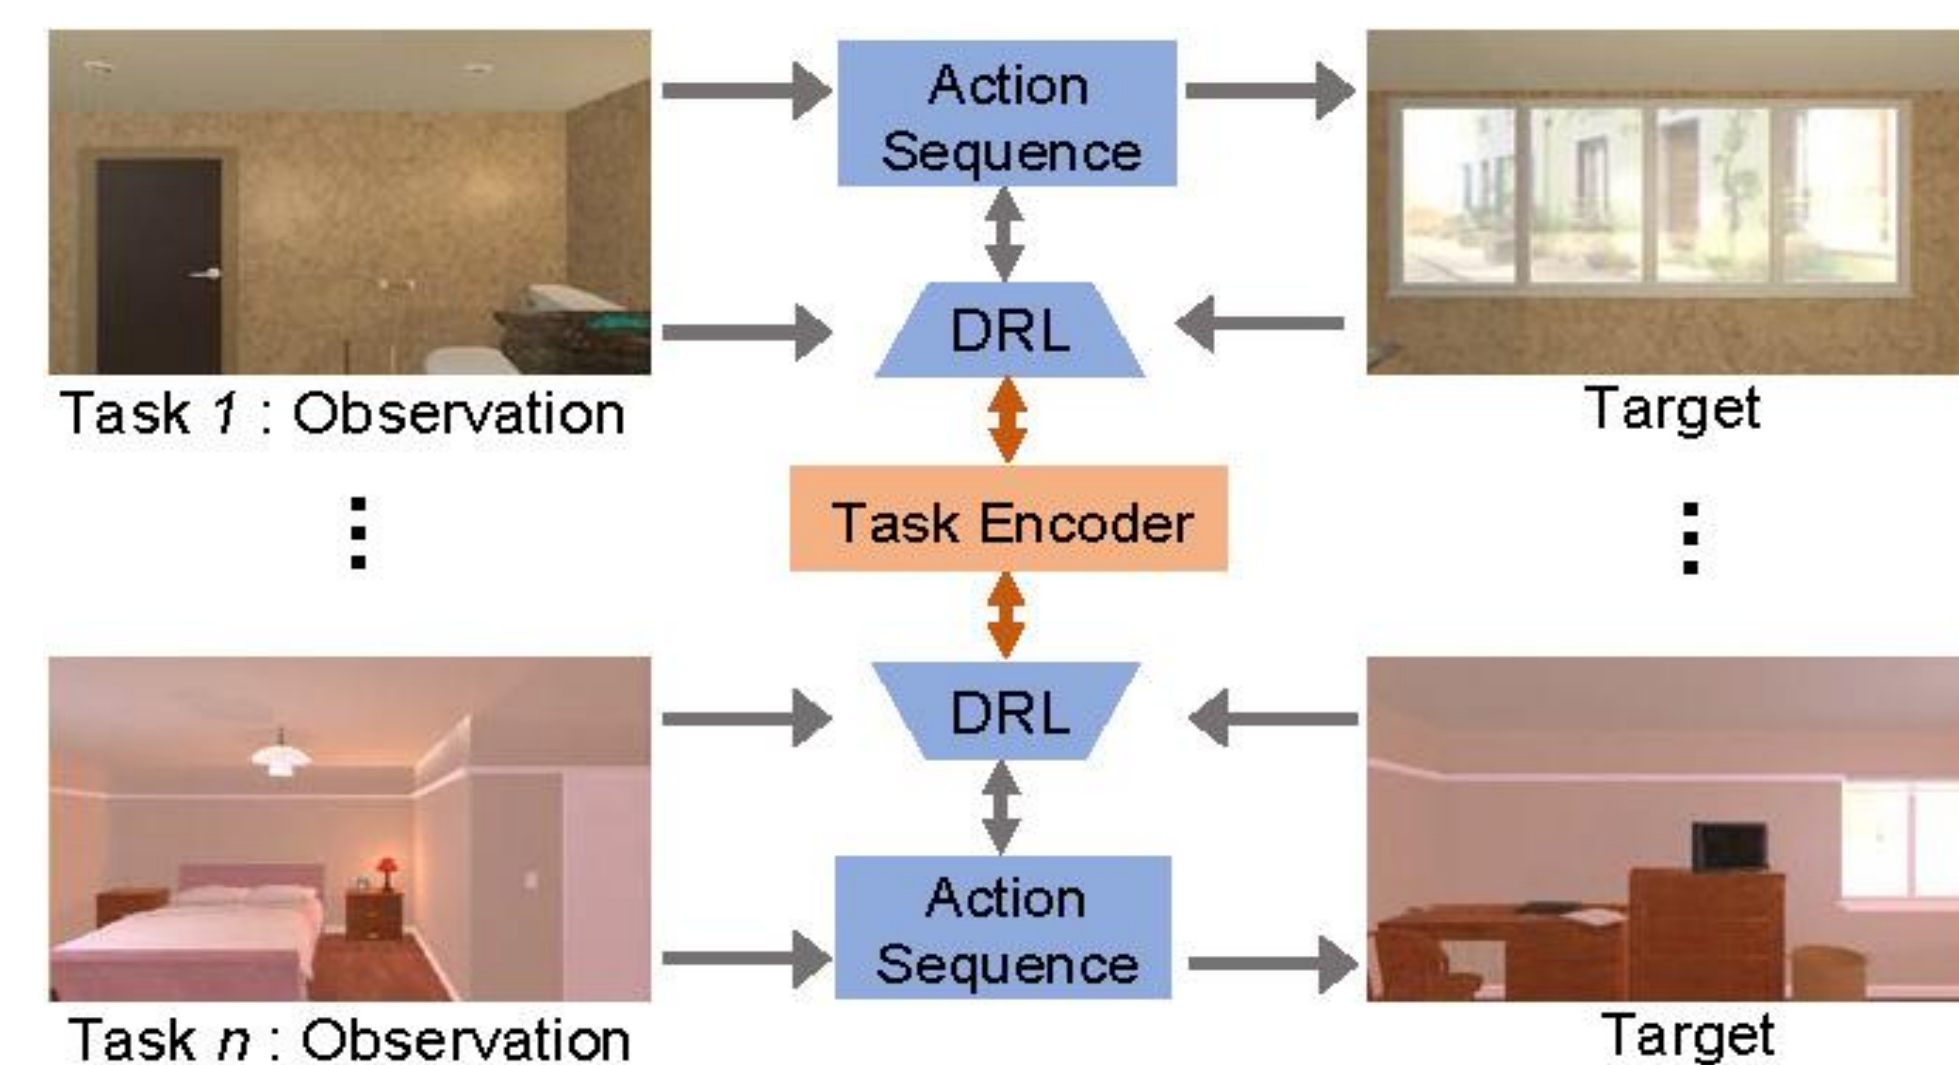 Action
Sequence
DRL
Task 1 : Observation
Target
Task Encoder
DRL
Action
Sequence
Task n : Observation
Target